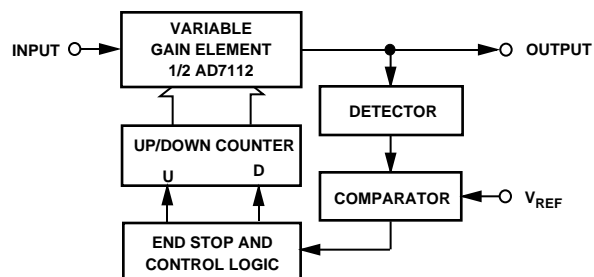 VARIABLE
GAIN ELEMENT
1/2 AD7112
INPUT
OUTPUT
DETECTOR
UP/DOWN COUNTER
U D
COMPARATOR
VREF
END STOP AND
CONTROL LOGIC